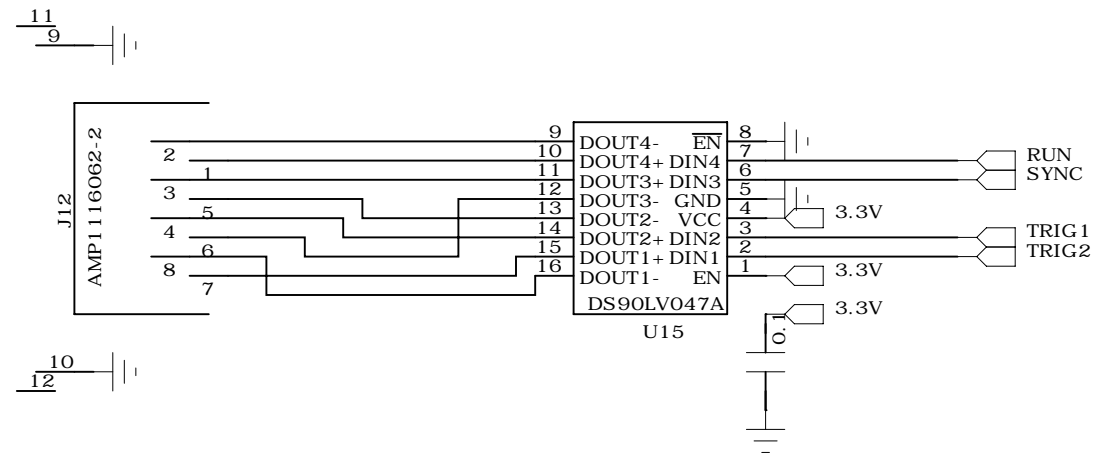 11
9
J12
AMP1116062-2
2
1
3
5
4
6
8
7
10
12
9 DOUT4- EN 8
10 DOUT4+ DIN4 7 RUN
11 DOUT3+ DIN3 6 SYNC
12 DOUT3- GND 5
13 DOUT2- VCC 4 3.3V
14 DOUT2+ DIN2 3 TRIG1
15 DOUT1+ DIN1 2 TRIG2
16 DOUT1- EN 1 3.3V
DS90LV047A
U15
3.3V
0.1